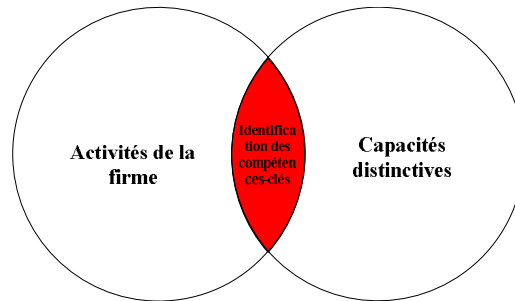 Activités de la
firme
Identifica
tion des
compéten
ces-clés
Capacités
distinctives